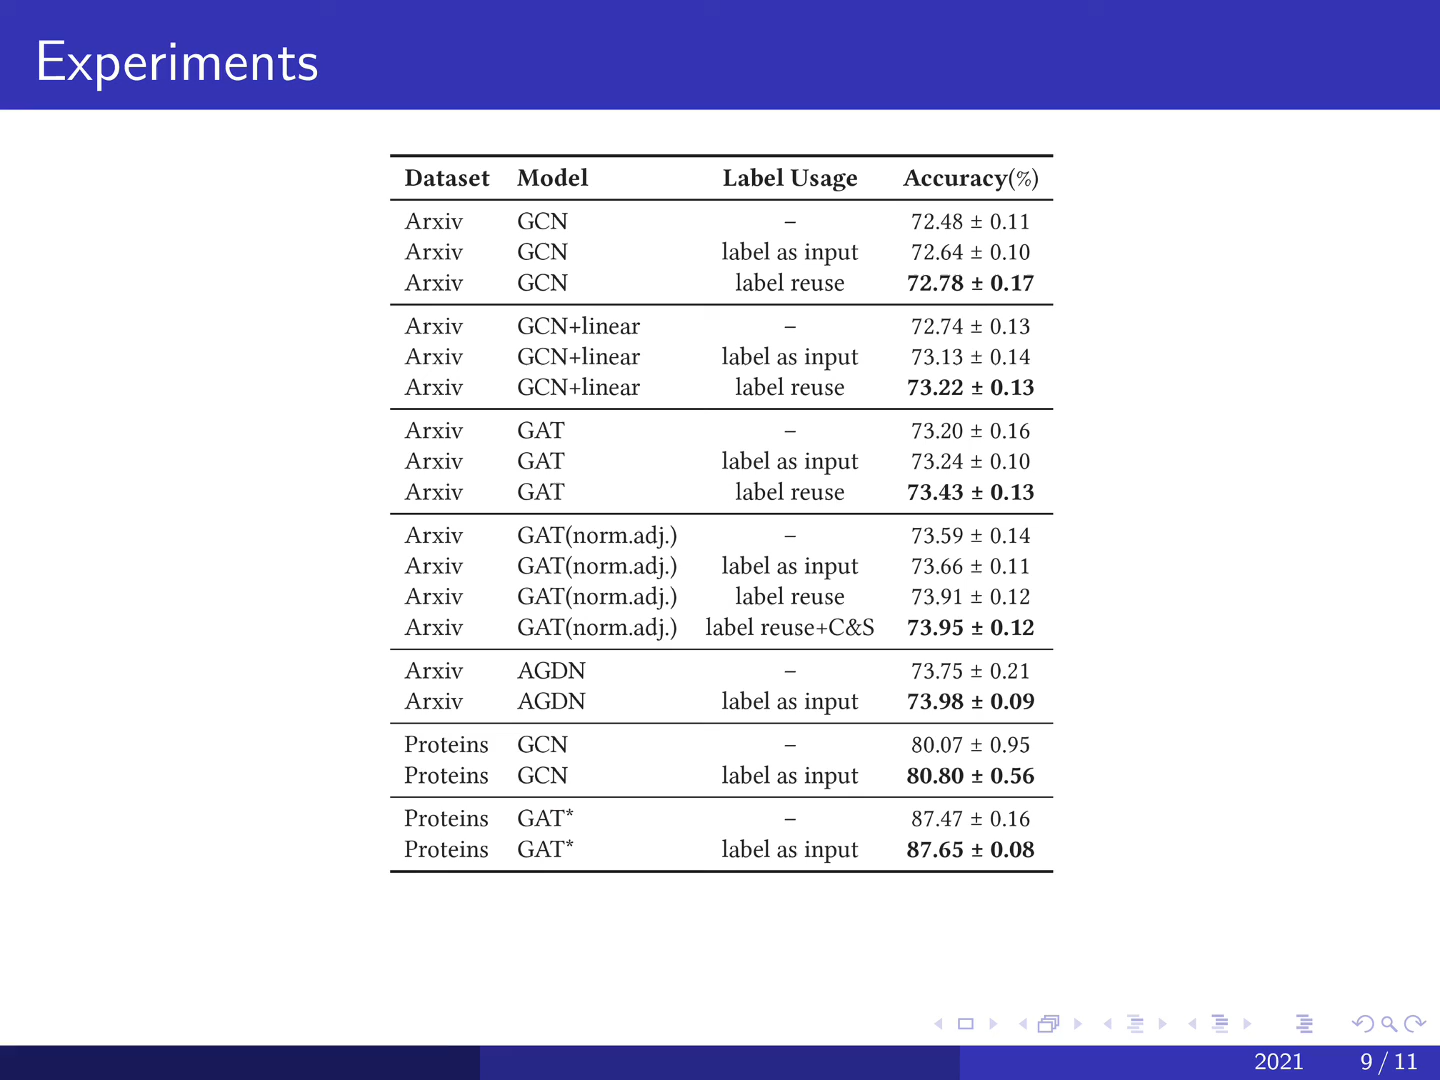 Experiments
Dataset Model Label Usage Accuracy(%)
Arxiv GCN – 72.48 ± 0.11
Arxiv GCN label as input 72.64 ± 0.10
Arxiv GCN label reuse 72.78 ± 0.17
Arxiv GCN+linear – 72.74 ± 0.13
Arxiv GCN+linear label as input 73.13 ± 0.14
Arxiv GCN+linear label reuse 73.22 ± 0.13
Arxiv GAT – 73.20 ± 0.16
Arxiv GAT label as input 73.24 ± 0.10
Arxiv GAT label reuse 73.43 ± 0.13
Arxiv GAT(norm.adj.) – 73.59 ± 0.14
Arxiv GAT(norm.adj.) label as input 73.66 ± 0.11
Arxiv GAT(norm.adj.) label reuse 73.91 ± 0.12
Arxiv GAT(norm.adj.) label reuse+C&S 73.95 ± 0.12
Arxiv AGDN – 73.75 ± 0.21
Arxiv AGDN label as input 73.98 ± 0.09
Proteins GCN – 80.07 ± 0.95
Proteins GCN label as input 80.80 ± 0.56
Proteins GAT* – 87.47 ± 0.16
Proteins GAT* label as input 87.65 ± 0.08
2021 9 / 11